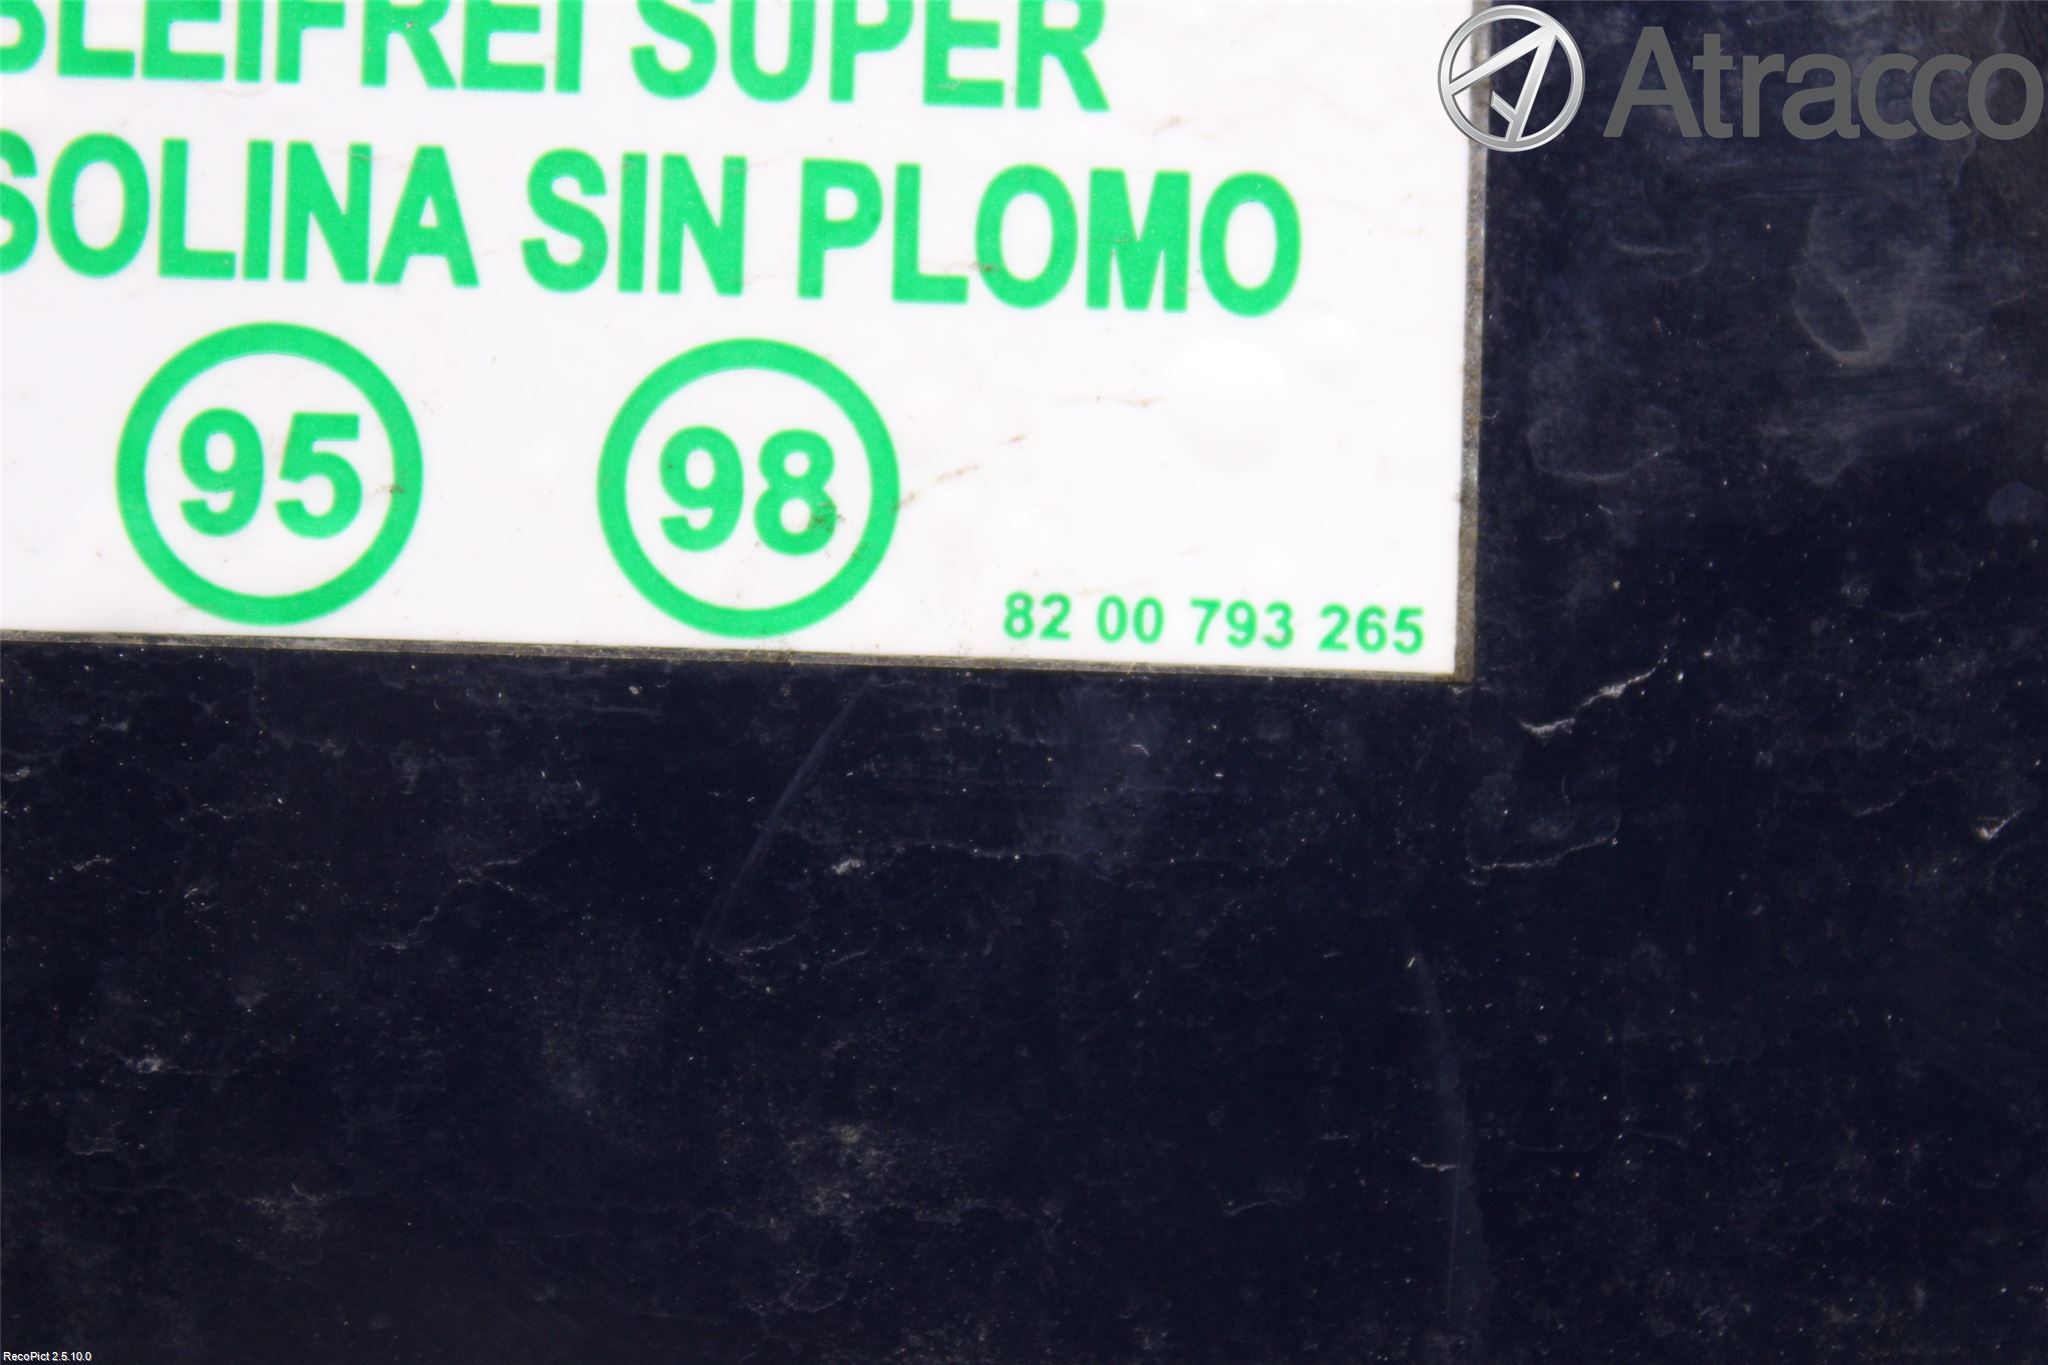 BLEIFREI SUPER
SOLINA SIN PLOMO
95 98
82 00 793 265
Atracco
RecoPict 2.5.10.0